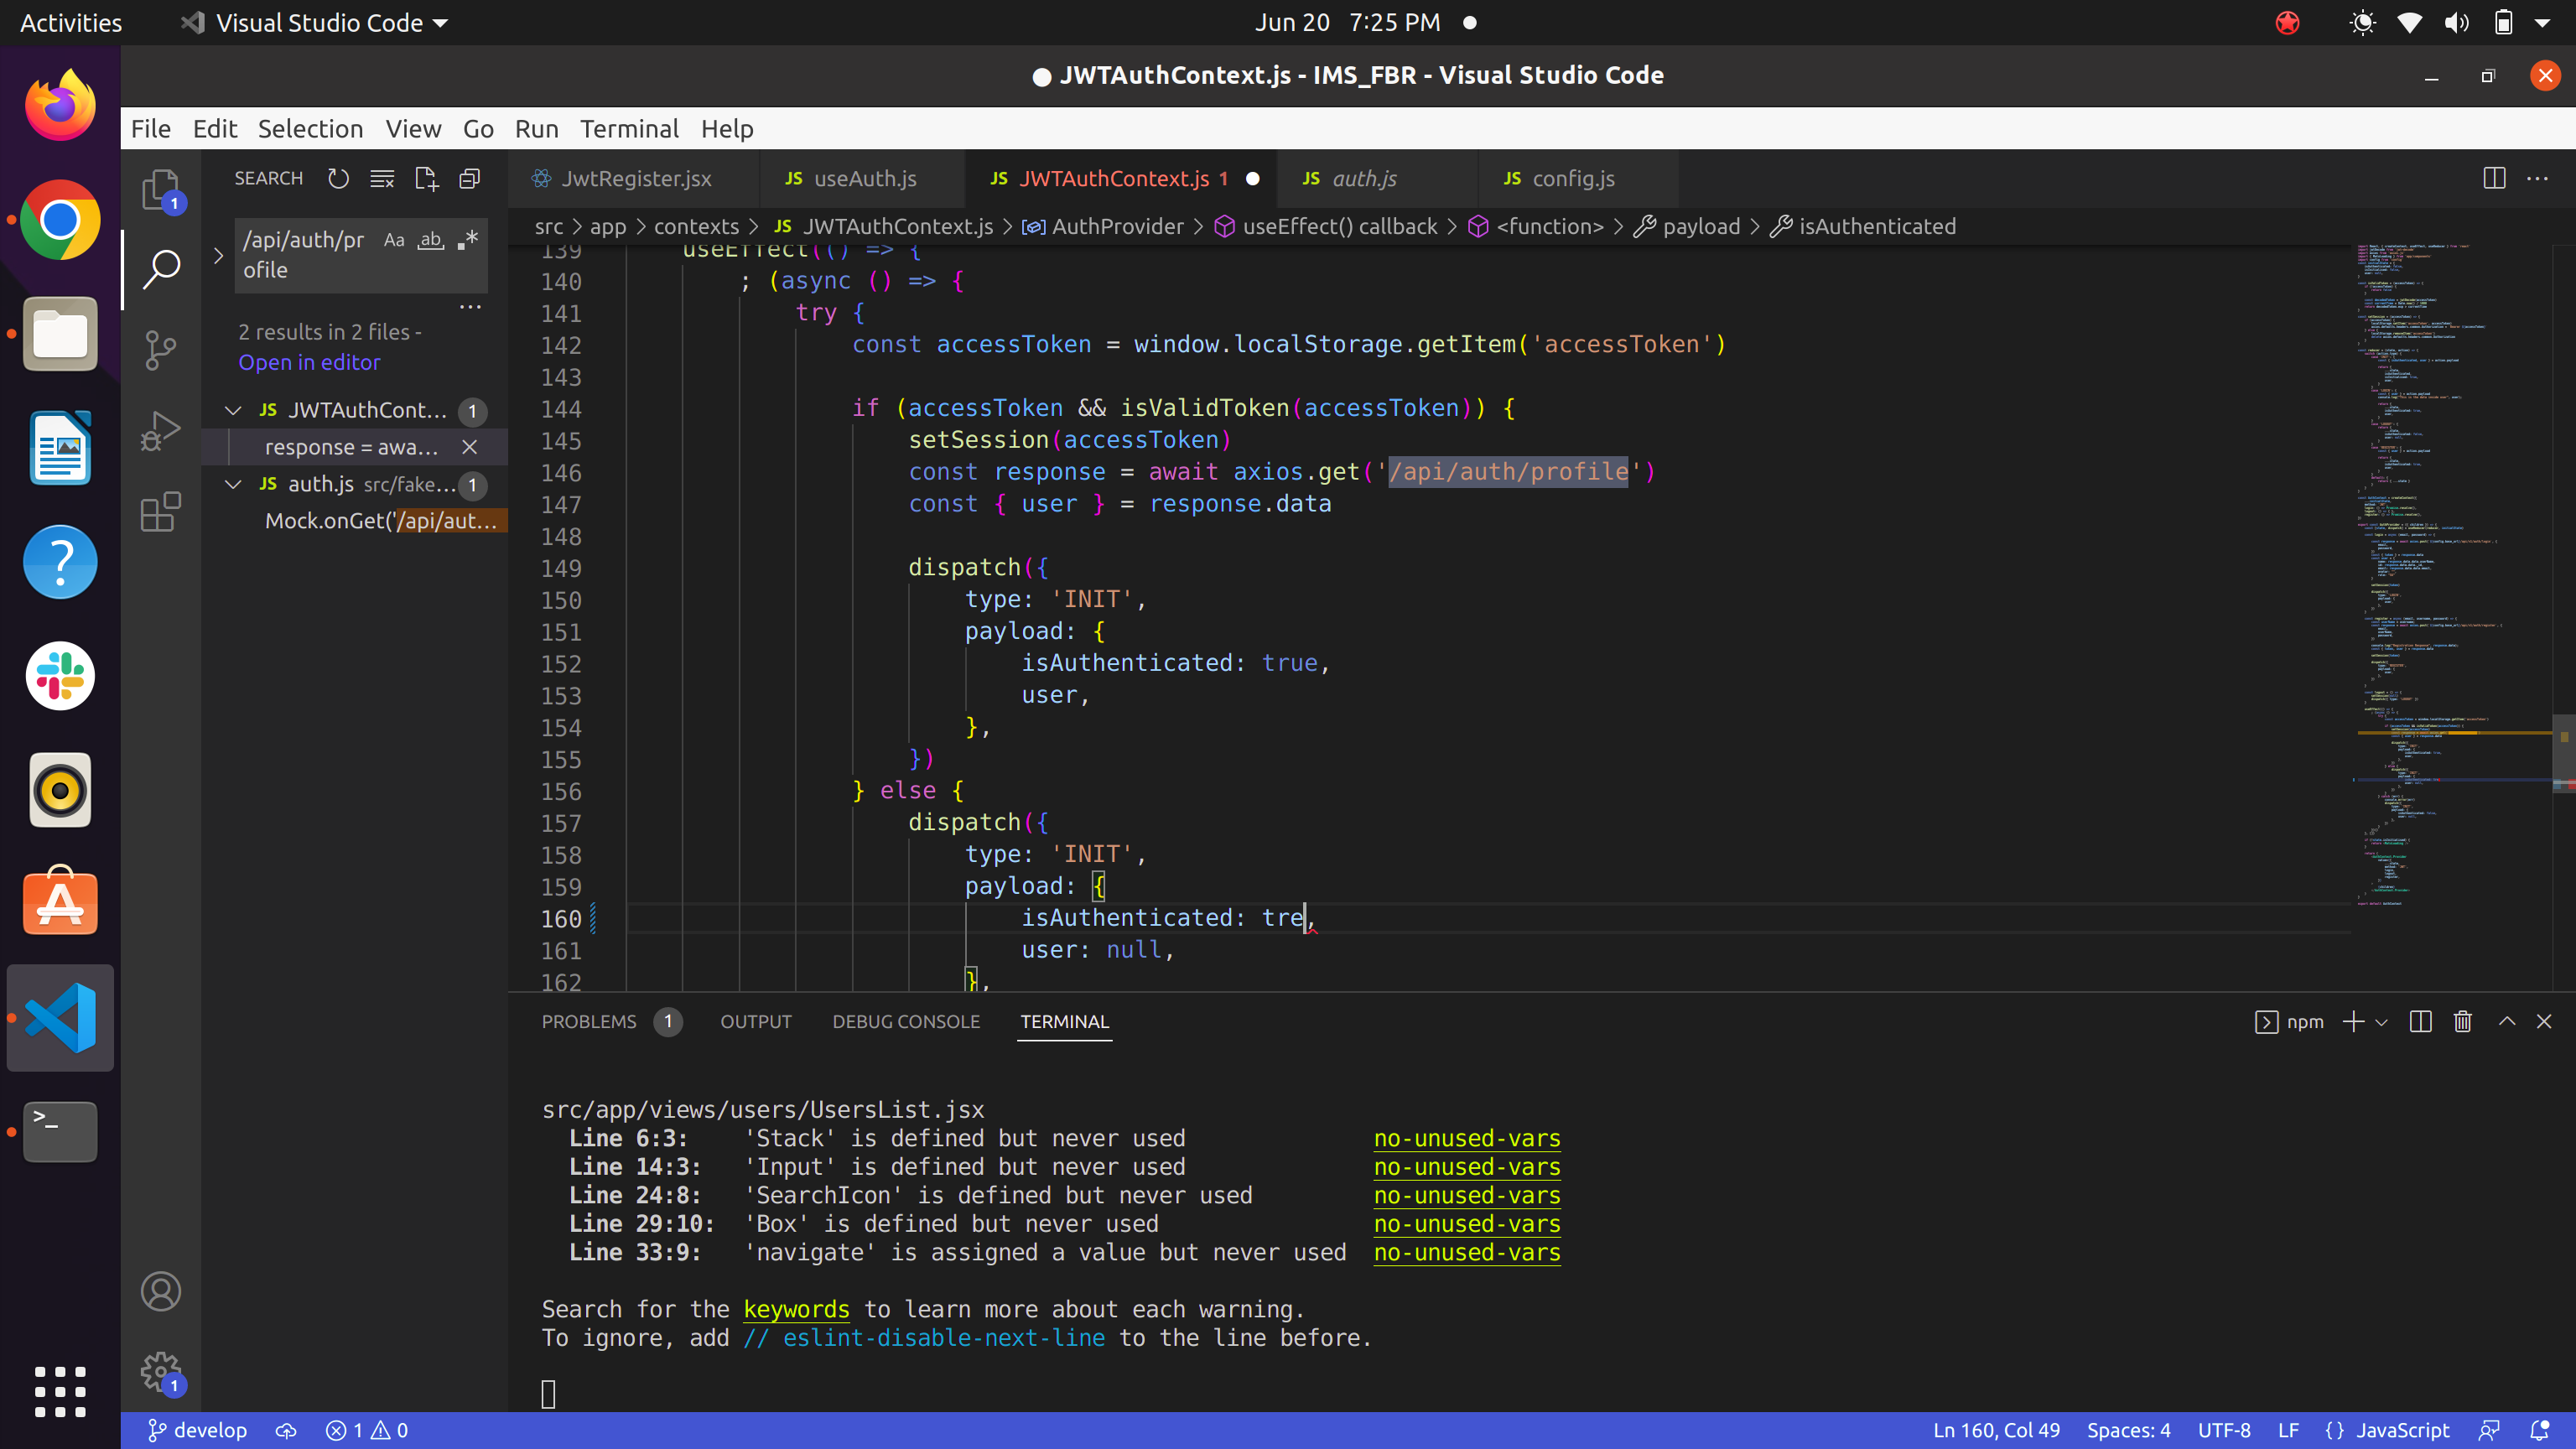 Activities
Visual Studio Code
Jun 20 7:25 PM
JWTAuthContext.js - IMS_FBR - Visual Studio Code
File Edit Selection View Go Run Terminal Help
1
SEARCH
/api/auth/pr
ofile
Aa ab
2 results in 2 files -
Open in editor
JS JWTAuthCont... 1
response = awa...
JS auth.js src/fake... 1
Mock.onGet('/api/aut...
JwtRegister.jsx
JS useAuth.js
JS JWTAuthContext.js 1
JS auth.js
JS config.js
src > app > contexts > JS JWTAuthContext.js > AuthProvider > useEffect() callback > <function> > payload > isAuthenticated
139 useEffect(() => {
140 ; (async () => {
141 try {
142 const accessToken = window.localStorage.getItem('accessToken')
143
144 if (accessToken && isValidToken(accessToken)) {
145 setSession(accessToken)
146 const response = await axios.get('/api/auth/profile')
147 const { user } = response.data
148
149 dispatch({
150 type: 'INIT',
151 payload: {
152 isAuthenticated: true,
153 user,
154 },
155 })
156 } else {
157 dispatch({
158 type: 'INIT',
159 payload: {
160 isAuthenticated: tre,
161 user: null,
162 },
PROBLEMS 1 OUTPUT DEBUG CONSOLE TERMINAL
npm
src/app/views/users/UsersList.jsx
Line 6:3: 'Stack' is defined but never used no-unused-vars
Line 14:3: 'Input' is defined but never used no-unused-vars
Line 24:8: 'SearchIcon' is defined but never used no-unused-vars
Line 29:10: 'Box' is defined but never used no-unused-vars
Line 33:9: 'navigate' is assigned a value but never used no-unused-vars
Search for the keywords to learn more about each warning.
To ignore, add // eslint-disable-next-line to the line before.
1
develop
1 0
Ln 160, Col 49 Spaces: 4 UTF-8 LF {} JavaScript